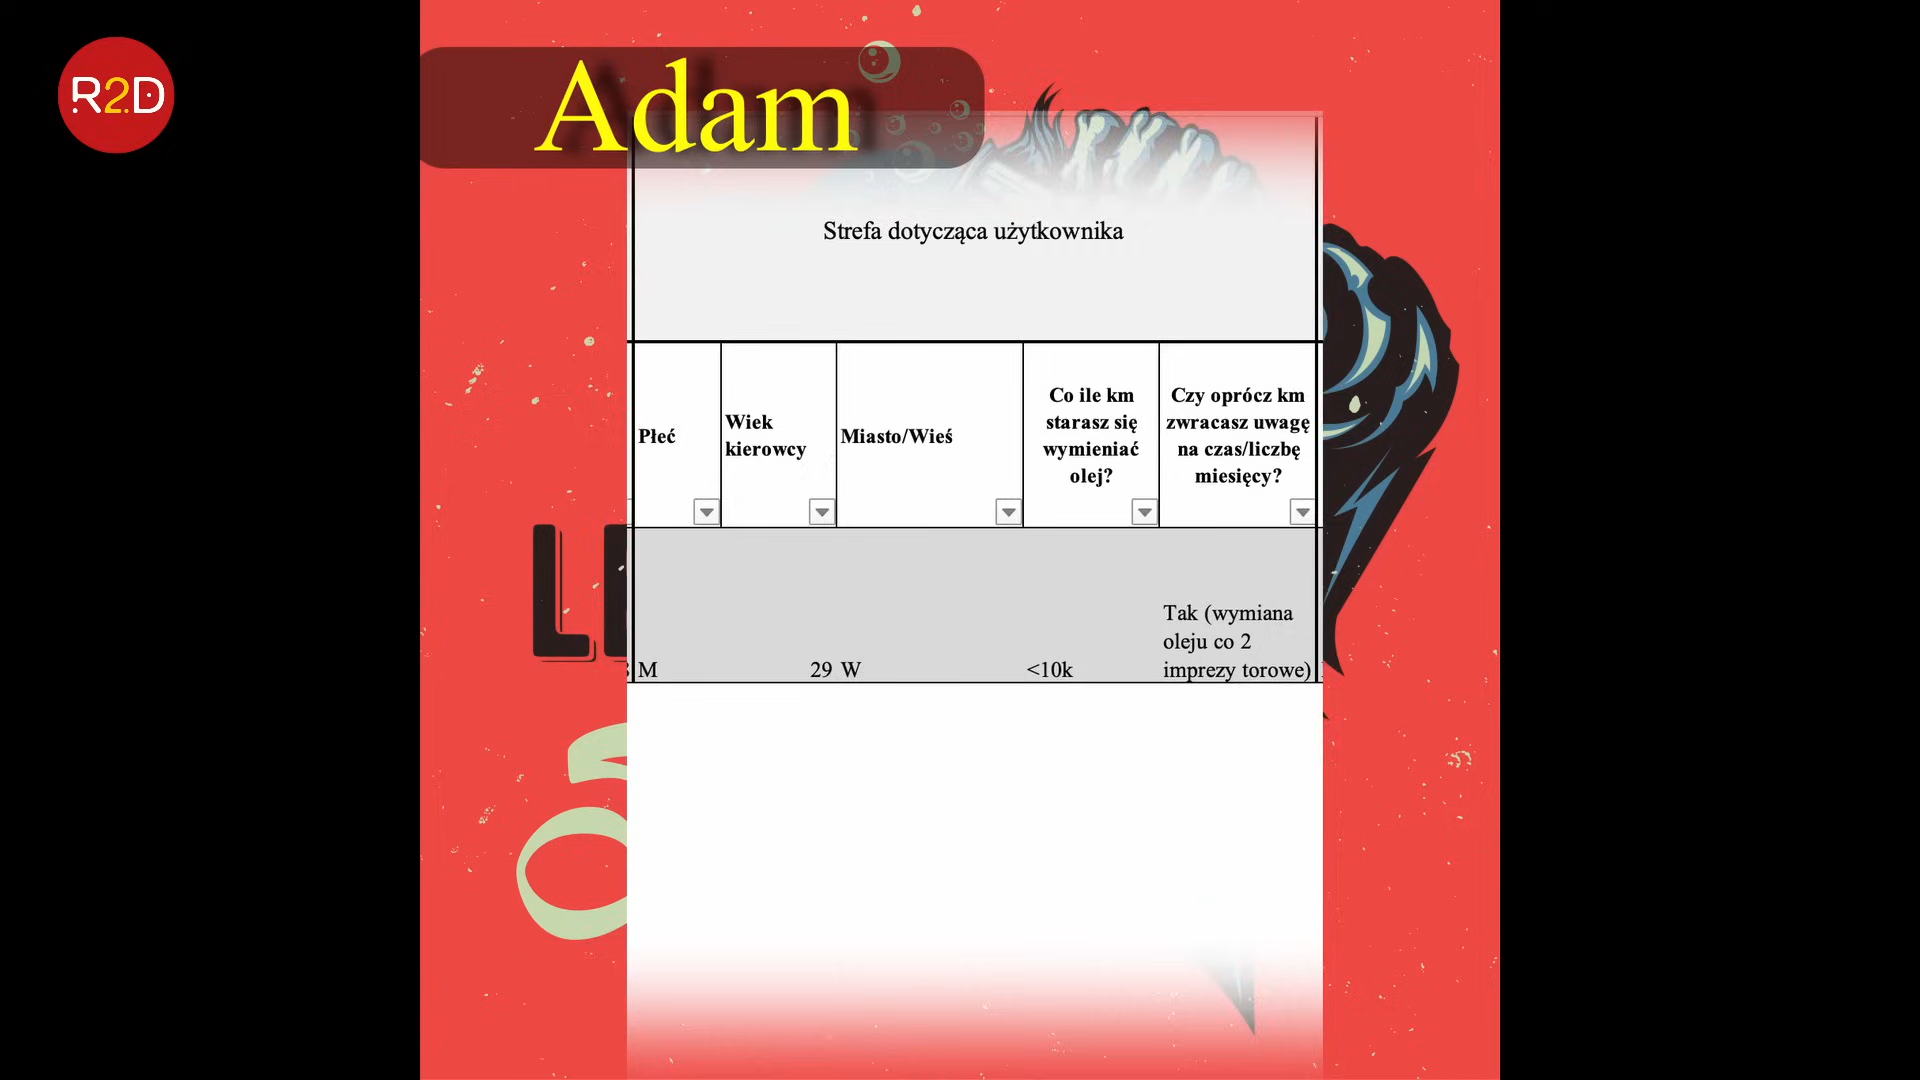 R2D
Adam
Strefa dotycząca użytkownika
Płeć
Wiek
kierowcy
Miasto/Wieś
Co ile km
starasz się
wymieniać
olej?
Czy oprócz km
zwracasz uwagę
na czas/liczbę
miesięcy?
M
29
W
<10k
Tak (wymiana
oleju co 2
imprezy torowe)